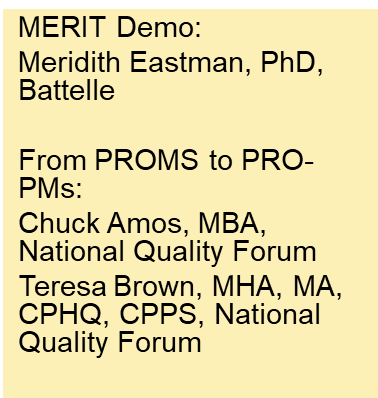 MERIT Demo:
Meridith Eastman, PhD,
Battelle
From PROMS to PRO-
PMs:
Chuck Amos, MBA,
National Quality Forum
Teresa Brown, MHA, MA,
CPHQ, CPPS, National
Quality Forum